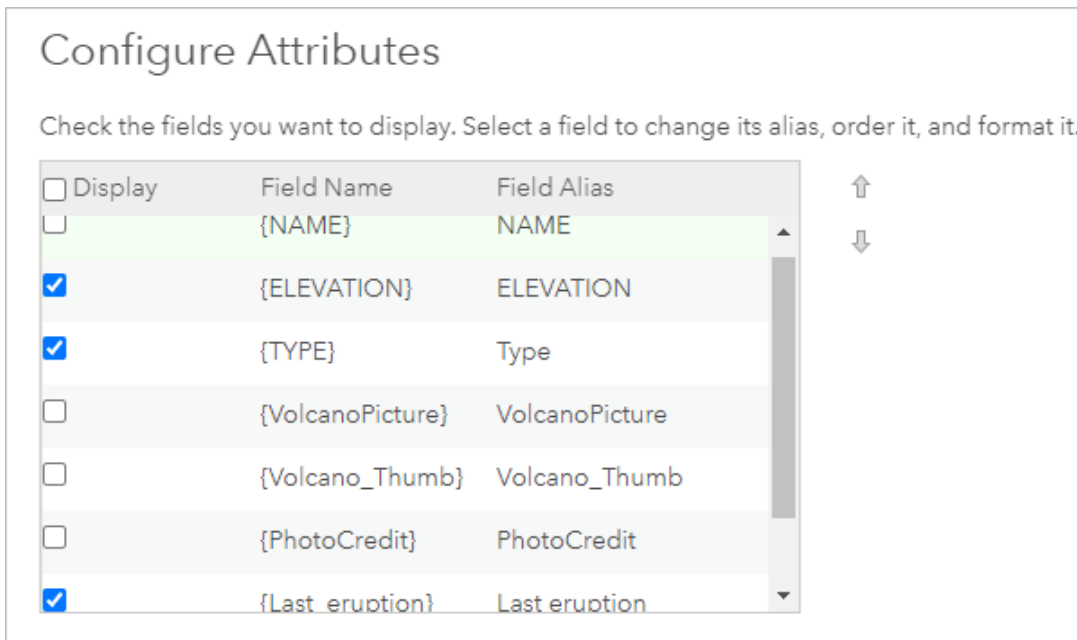 Configure Attributes
Check the fields you want to display. Select a field to change its alias, order it, and format it.
Display Field Name Field Alias
{NAME} NAME
{ELEVATION} ELEVATION
{TYPE} Type
{VolcanoPicture} VolcanoPicture
{Volcano_Thumb} Volcano_Thumb
{PhotoCredit} PhotoCredit
{Last_eruption} Last eruption